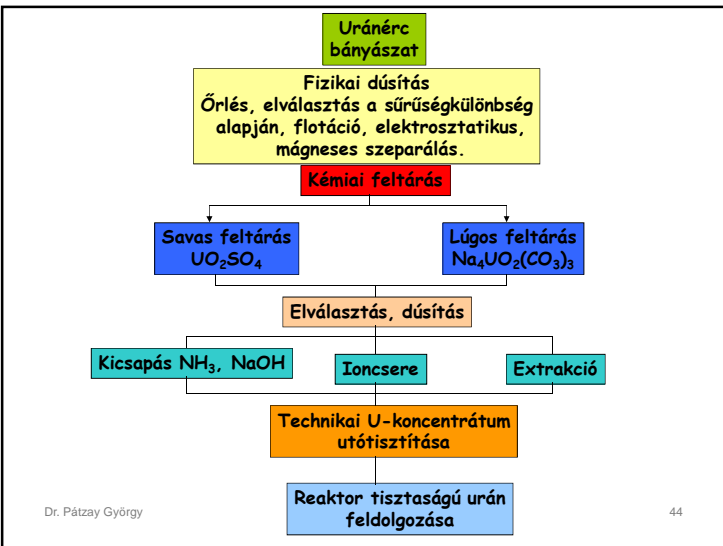 Uránérc
bányászat
Fizikai dúsítás
Őrlés, elválasztás a sűrűségkülönbség
alapján, flotáció, elektrosztatikus,
mágneses szeparálás.
Kémiai feltárás
Savas feltárás
UO₂SO₄
Lúgos feltárás
Na₄UO₂(CO₃)₃
Elválasztás, dúsítás
Kicsapás NH₃, NaOH
Ioncsere
Extrakció
Technikai U-koncentrátum
utótisztítása
Reaktor tisztaságú urán
feldolgozása
Dr. Pátzay György
44